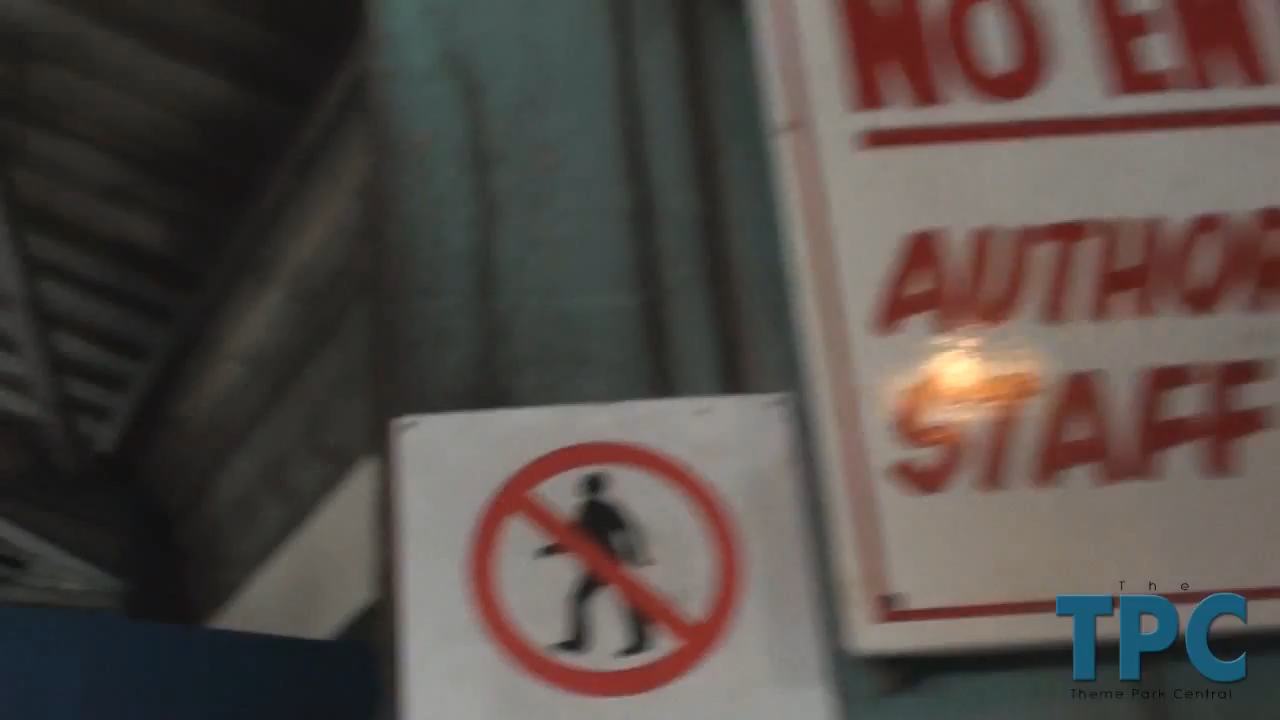 NO EN
AUTHOR
STAFF
The
TPC
Theme Park Central